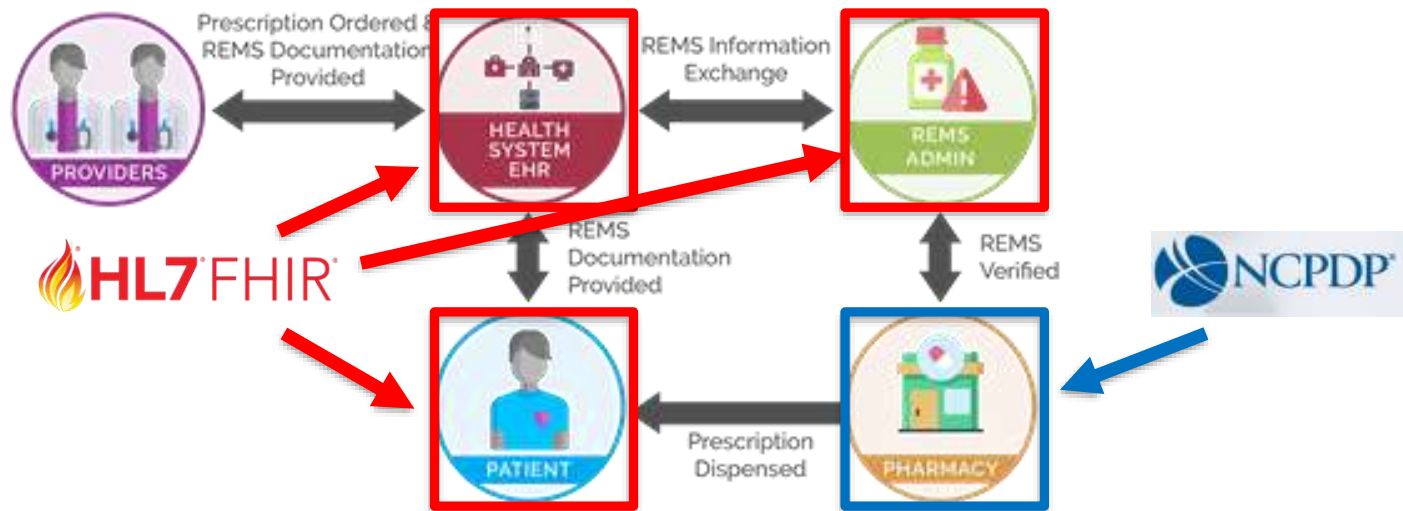 Prescription Ordered &
REMS Documentation
Provided
REMS Information
Exchange
PROVIDERS
HEALTH
SYSTEM
EHR
REMS
ADMIN
HL7® FHIR®
REMS
Documentation
Provided
REMS
Verified
NCPDP®
PATIENT
Prescription
Dispensed
PHARMACY